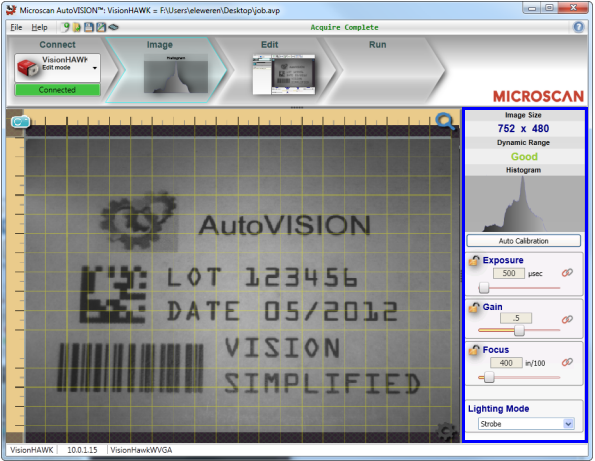 Microscan AutoVISION™: VisionHAWK = F:\Users\eleweren\Desktop\job.avp
File Help
Acquire Complete
Connect Image Edit Run
VisionHAWK
Edit mode
Connected
Histogram
MICROSCAN
Image Size
752 x 480
Dynamic Range
Good
Histogram
Auto Calibration
Exposure
500 µsec
Gain
.5
Focus
400 in/100
Lighting Mode
Strobe
AutoVISION
LOT 123456
DATE 05/2012
VISION
SIMPLIFIED
VisionHAWK 10.0.1.15 VisionHawkWVGA